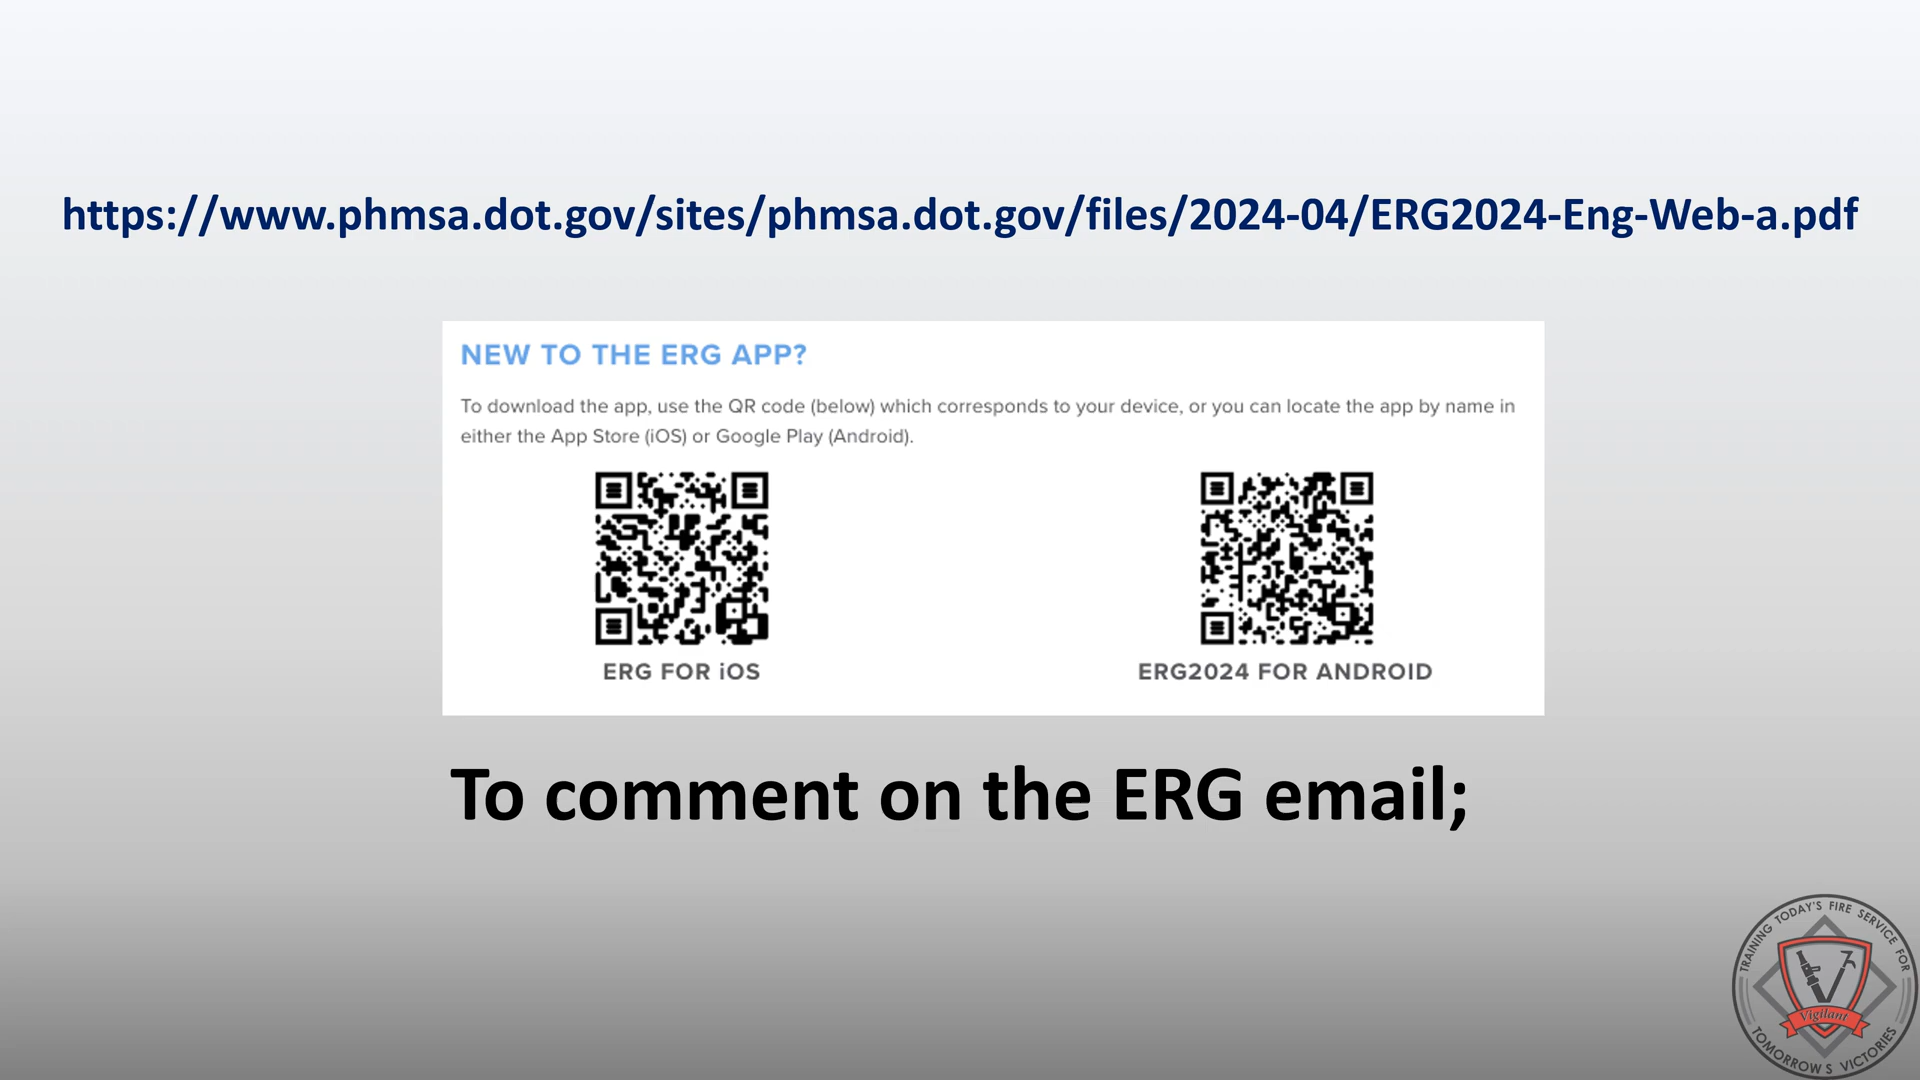 https://www.phmsa.dot.gov/sites/phmsa.dot.gov/files/2024-04/ERG2024-Eng-Web-a.pdf
NEW TO THE ERG APP?
To download the app, use the QR code (below) which corresponds to your device, or you can locate the app by name in
either the App Store (iOS) or Google Play (Android).
ERG FOR iOS
ERG2024 FOR ANDROID
To comment on the ERG email;
TRAINING TODAY'S FIRE SERVICE FOR
Vigilant
TOMORROW'S VICTORIES